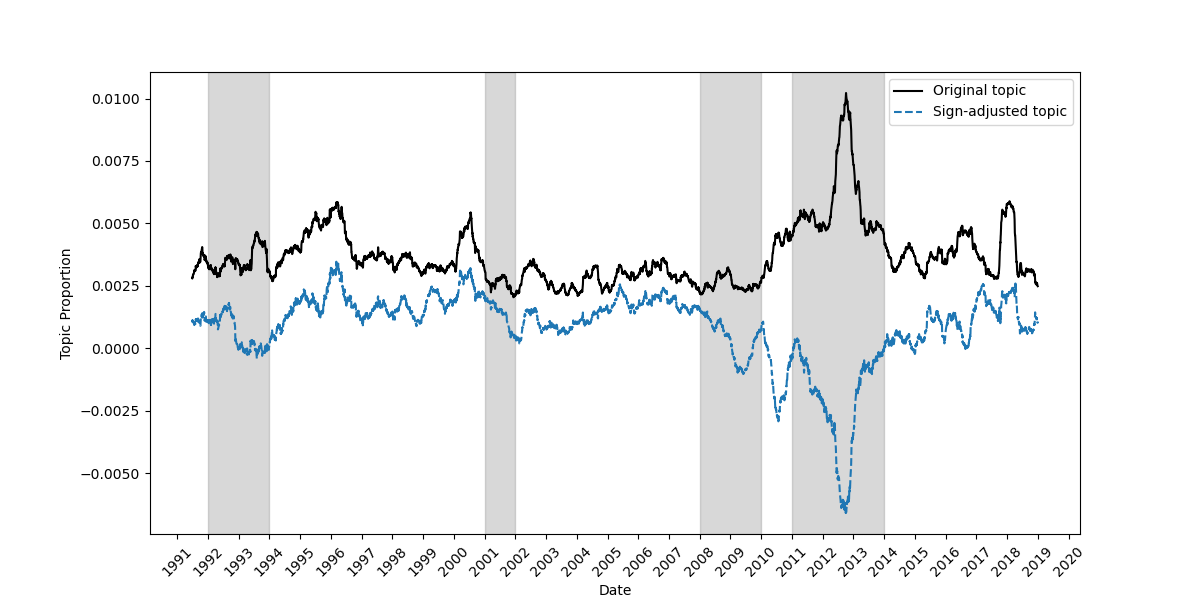 Original topic
Sign-adjusted topic
0.0100
0.0075
0.0050
0.0025
0.0000
−0.0025
−0.0050
Topic Proportion
1991 1992 1993 1994 1995 1996 1997 1998 1999 2000 2001 2002 2003 2004 2005 2006 2007 2008 2009 2010 2011 2012 2013 2014 2015 2016 2017 2018 2019 2020
Date